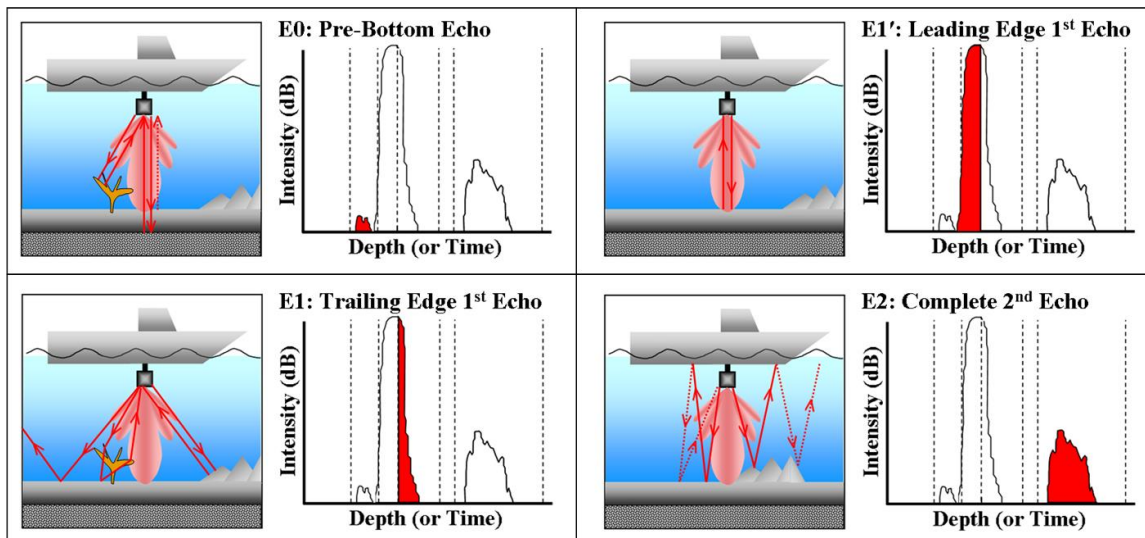 E0: Pre-Bottom Echo
Intensity (dB)
Depth (or Time)
E1′: Leading Edge 1st Echo
Intensity (dB)
Depth (or Time)
E1: Trailing Edge 1st Echo
Intensity (dB)
Depth (or Time)
E2: Complete 2nd Echo
Intensity (dB)
Depth (or Time)